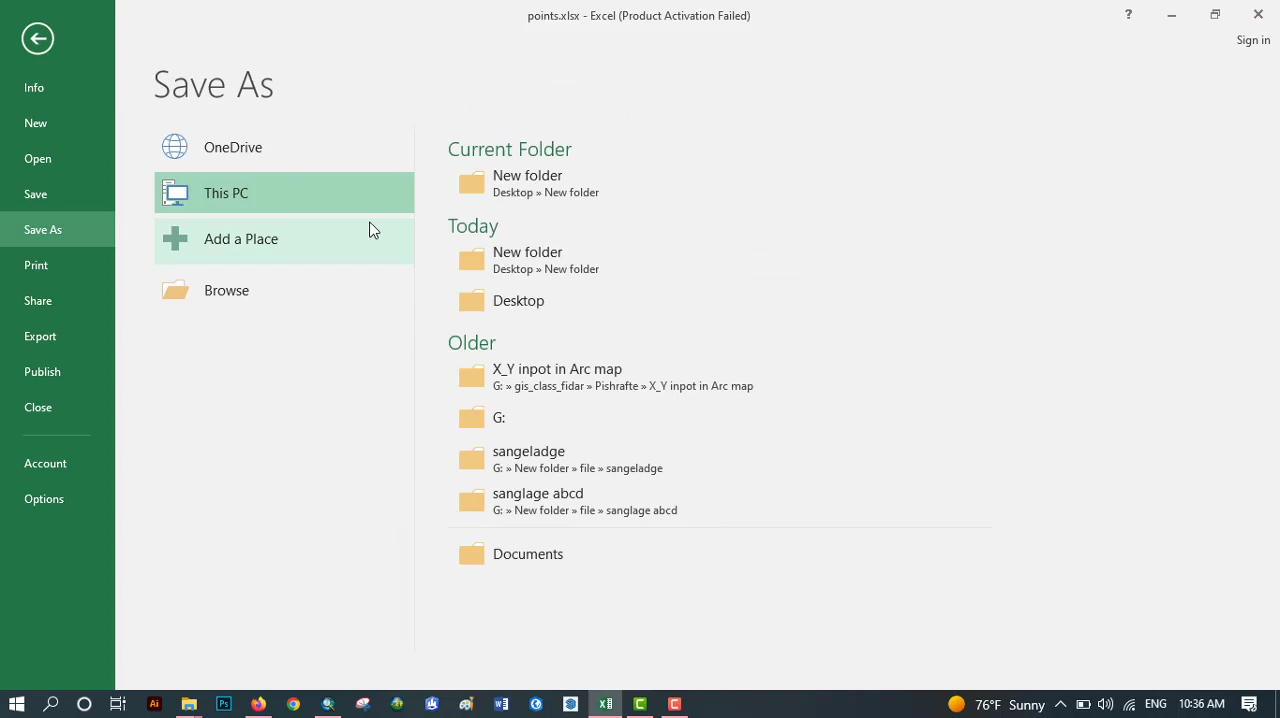 points.xlsx - Excel (Product Activation Failed)
?
Sign in
Info
New
Open
Save
Save As
Print
Share
Export
Publish
Close
Account
Options
Save As
OneDrive
This PC
Add a Place
Browse
Current Folder
New folder
Desktop » New folder
Today
New folder
Desktop » New folder
Desktop
Older
X_Y inpot in Arc map
G: » gis_class_fidar » Pishrafte » X_Y inpot in Arc map
G:
sangeladge
G: » New folder » file » sangeladge
sanglage abcd
G: » New folder » file » sanglage abcd
Documents
Ai
Ps
76°F Sunny
ENG
10:36 AM